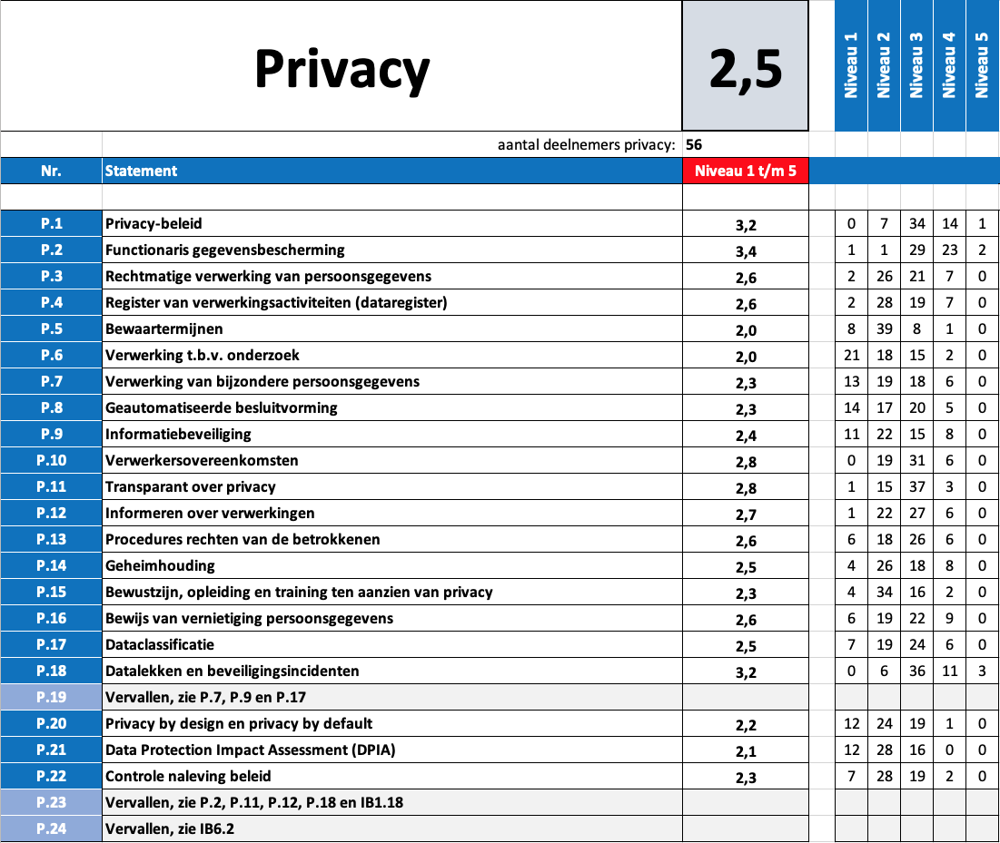 Privacy 2,5 Niveau 1 Niveau 2 Niveau 3 Niveau 4 Niveau 5
aantal deelnemers privacy: 56
Nr. Statement Niveau 1 t/m 5
P.1 Privacy-beleid 3,2 0 7 34 14 1
P.2 Functionaris gegevensbescherming 3,4 1 1 29 23 2
P.3 Rechtmatige verwerking van persoonsgegevens 2,6 2 26 21 7 0
P.4 Register van verwerkingsactiviteiten (dataregister) 2,6 2 28 19 7 0
P.5 Bewaartermijnen 2,0 8 39 8 1 0
P.6 Verwerking t.b.v. onderzoek 2,0 21 18 15 2 0
P.7 Verwerking van bijzondere persoonsgegevens 2,3 13 19 18 6 0
P.8 Geautomatiseerde besluitvorming 2,3 14 17 20 5 0
P.9 Informatiebeveiliging 2,4 11 22 15 8 0
P.10 Verwerkersovereenkomsten 2,8 0 19 31 6 0
P.11 Transparant over privacy 2,8 1 15 37 3 0
P.12 Informeren over verwerkingen 2,7 1 22 27 6 0
P.13 Procedures rechten van de betrokkenen 2,6 6 18 26 6 0
P.14 Geheimhouding 2,5 4 26 18 8 0
P.15 Bewustzijn, opleiding en training ten aanzien van privacy 2,3 4 34 16 2 0
P.16 Bewijs van vernietiging persoonsgegevens 2,6 6 19 22 9 0
P.17 Dataclassificatie 2,5 7 19 24 6 0
P.18 Datalekken en beveiligingsincidenten 3,2 0 6 36 11 3
P.19 Vervallen, zie P.7, P.9 en P.17
P.20 Privacy by design en privacy by default 2,2 12 24 19 1 0
P.21 Data Protection Impact Assessment (DPIA) 2,1 12 28 16 0 0
P.22 Controle naleving beleid 2,3 7 28 19 2 0
P.23 Vervallen, zie P.2, P.11, P.12, P.18 en IB1.18
P.24 Vervallen, zie IB6.2